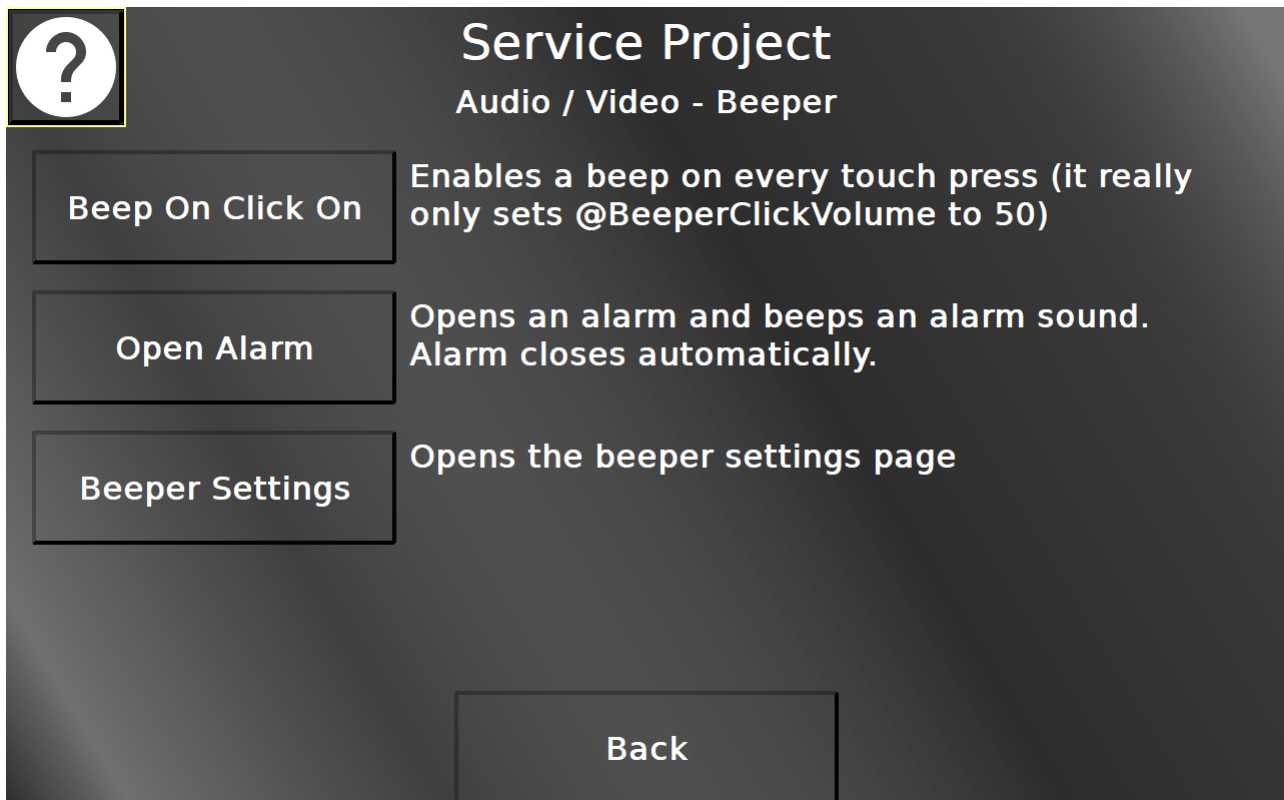 ?
Service Project
Audio / Video - Beeper
Beep On Click On
Enables a beep on every touch press (it really
only sets @BeeperClickVolume to 50)
Open Alarm
Opens an alarm and beeps an alarm sound.
Alarm closes automatically.
Beeper Settings
Opens the beeper settings page
Back